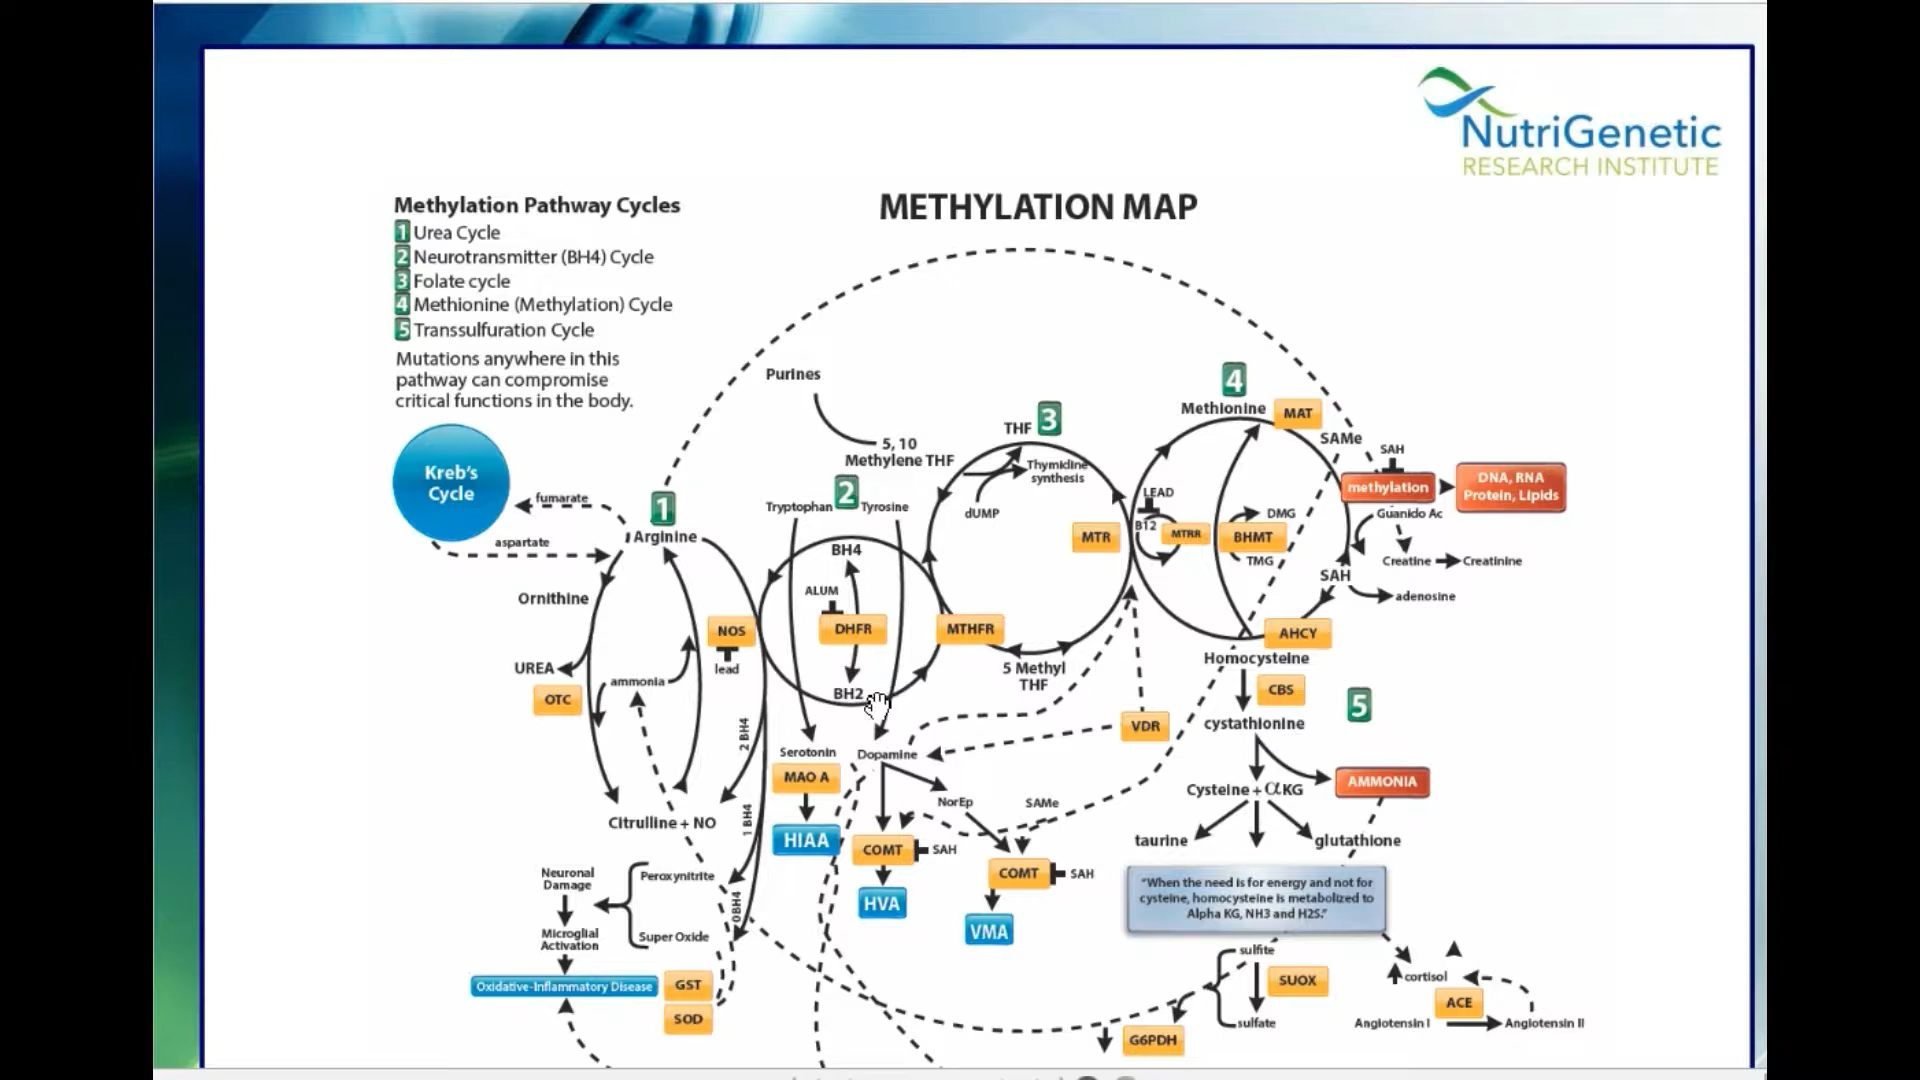 NutriGenetic
RESEARCH INSTITUTE
METHYLATION MAP
Methylation Pathway Cycles
1 Urea Cycle
2 Neurotransmitter (BH4) Cycle
3 Folate cycle
4 Methionine (Methylation) Cycle
5 Transsulfuration Cycle
Mutations anywhere in this
pathway can compromise
critical functions in the body.
Kreb's
Cycle
fumarate
aspartate
1
Arginine
Ornithine
UREA
OTC
ammonia
NOS
lead
Citrulline + NO
2 BH4
1 BH4
0BH4
Neuronal
Damage
Microglial
Activation
Peroxynitrite
Super Oxide
Oxidative-Inflammatory Disease
GST
SOD
Purines
5, 10
Methylene THF
2
Tryptophan
Tyrosine
BH4
ALUM
DHFR
BH2
MTHFR
Serotonin
MAO A
HIAA
Dopamine
NorEp
SAMe
COMT
SAH
HVA
COMT
SAH
VMA
THF
3
Thymidine
synthesis
dUMP
MTR
5 Methyl
THF
VDR
4
Methionine
MAT
SAMe
SAH
methylation
DNA, RNA
Protein, Lipids
Guanido Ac
Creatine
Creatinine
LEAD
B12
MTRR
DMG
BHMT
TMG
SAH
adenosine
AHCY
Homocysteine
CBS
5
cystathionine
Cysteine + αKG
AMMONIA
taurine
glutathione
"When the need is for energy and not for
cysteine, homocysteine is metabolized to
Alpha KG, NH3 and H2S."
sulfite
SUOX
sulfate
G6PDH
cortisol
ACE
Angiotensin I
Angiotensin II